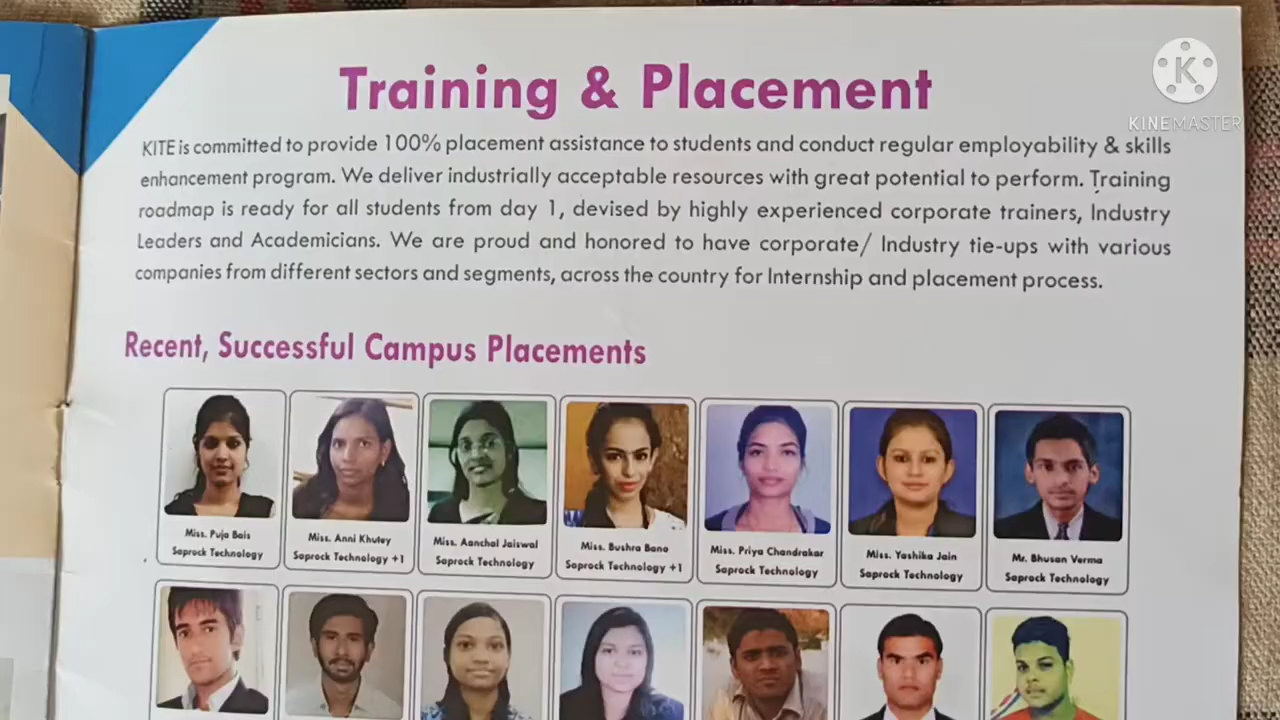 Training & Placement
KINEMASTER
KITE is committed to provide 100% placement assistance to students and conduct regular employability & skills
enhancement program. We deliver industrially acceptable resources with great potential to perform. Training
roadmap is ready for all students from day 1, devised by highly experienced corporate trainers, Industry
Leaders and Academicians. We are proud and honored to have corporate/ Industry tie-ups with various
companies from different sectors and segments, across the country for Internship and placement process.
Recent, Successful Campus Placements
Miss. Puja Bais
Saprock Technology
Miss. Anni Khutey
Saprock Technology +1
Miss. Aanchal Jaiswal
Saprock Technology
Miss. Bushra Bano
Saprock Technology +1
Miss. Priya Chandrakar
Saprock Technology
Miss. Yashika Jain
Saprock Technology
Mr. Bhusan Verma
Saprock Technology